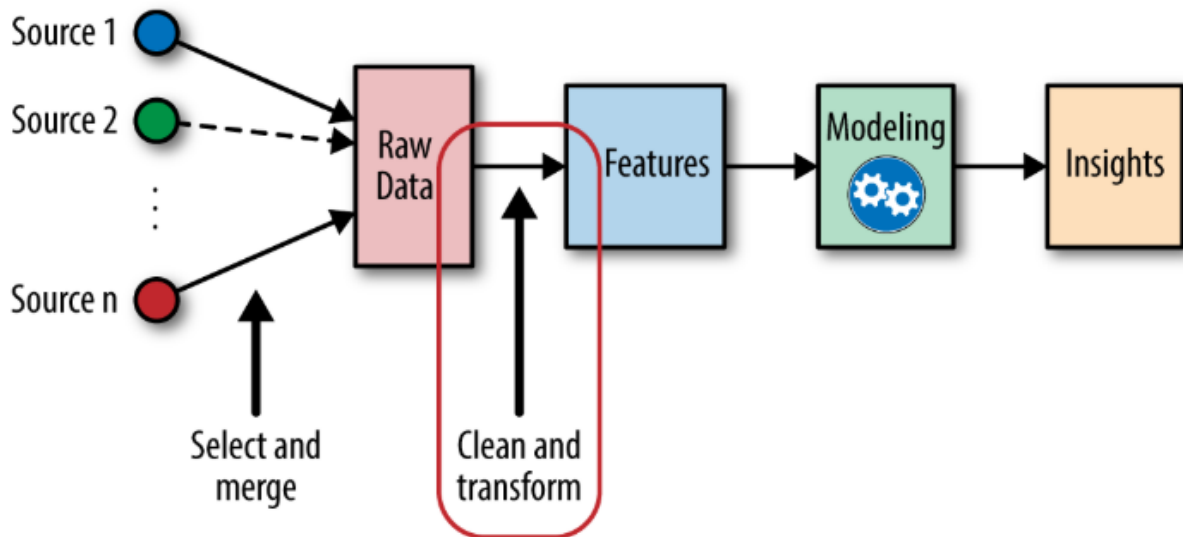 Source 1
Source 2
Source n
Select and
merge
Raw
Data
Clean and
transform
Features
Modeling
Insights